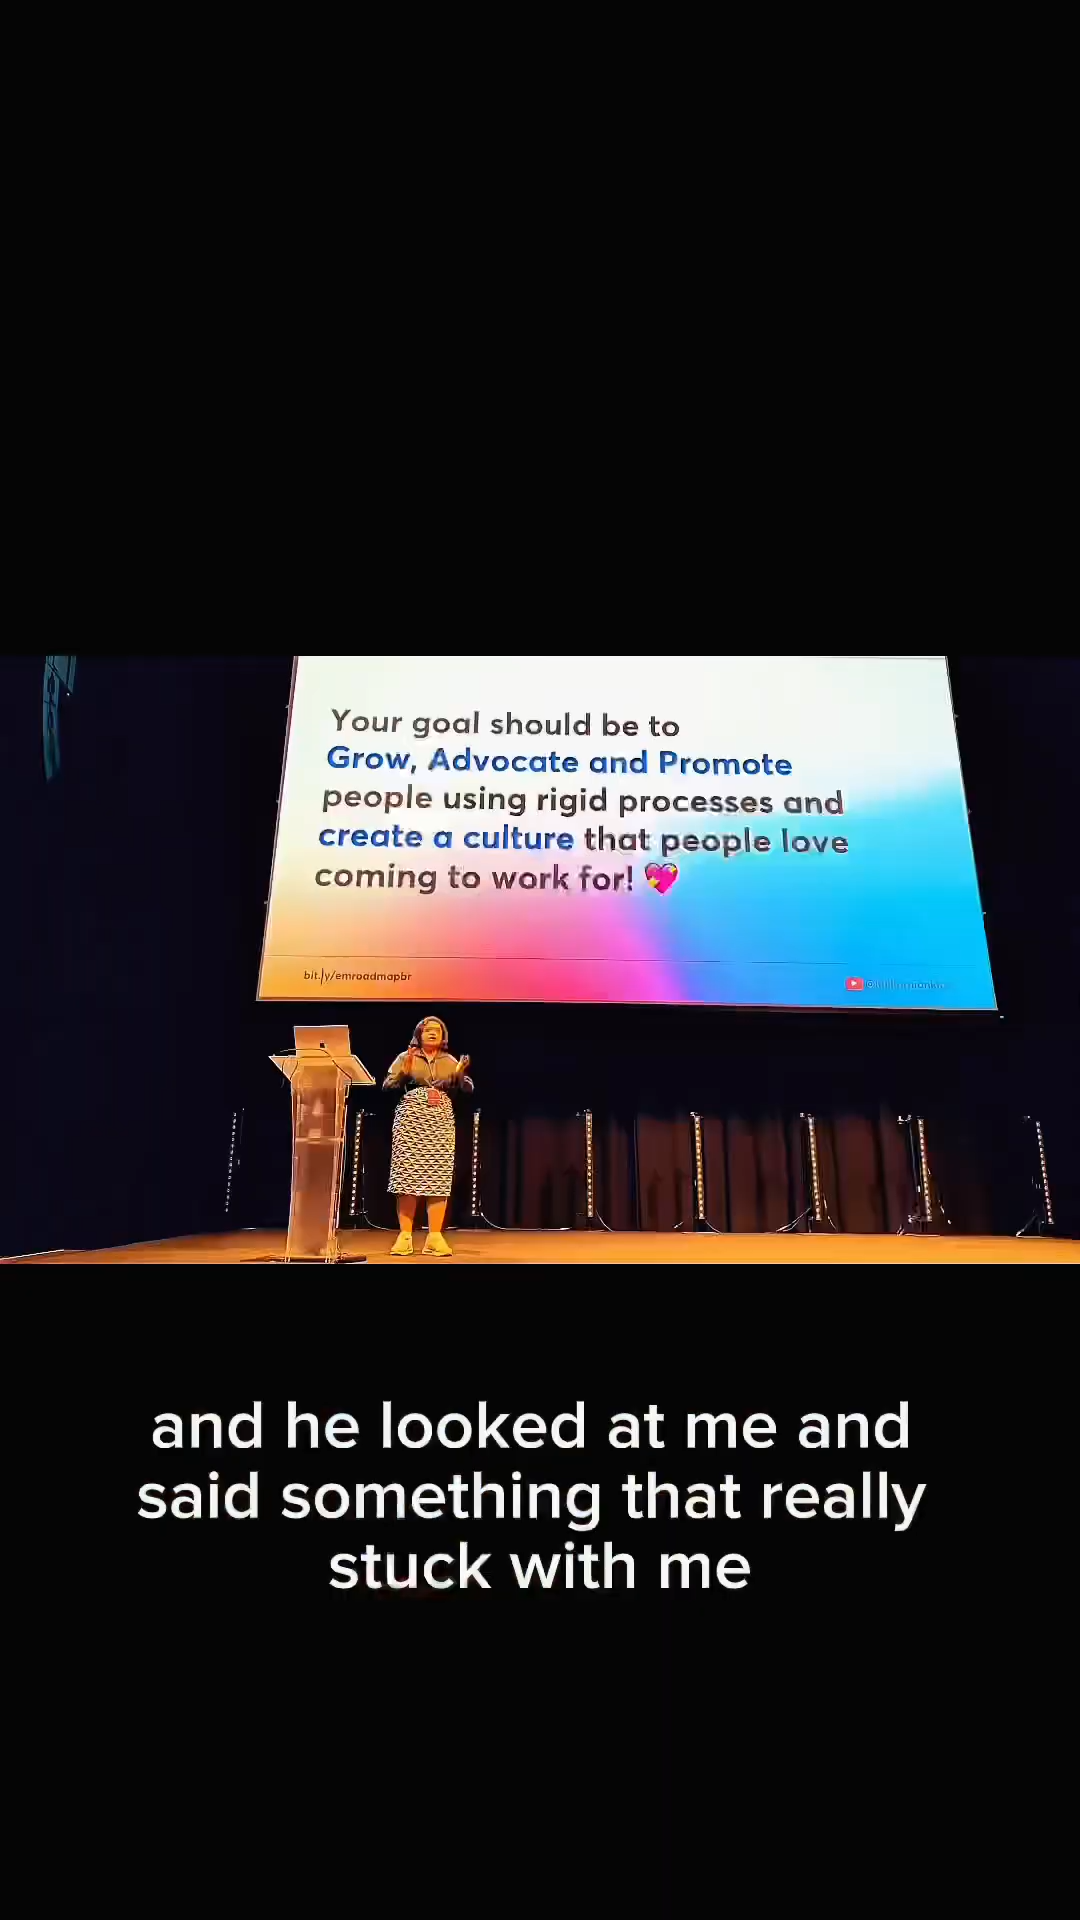 Your goal should be to
Grow, Advocate and Promote
people using rigid processes and
create a culture that people love
coming to work for! 💖
bit.ly/emroadmapbr
and he looked at me and
said something that really
stuck with me